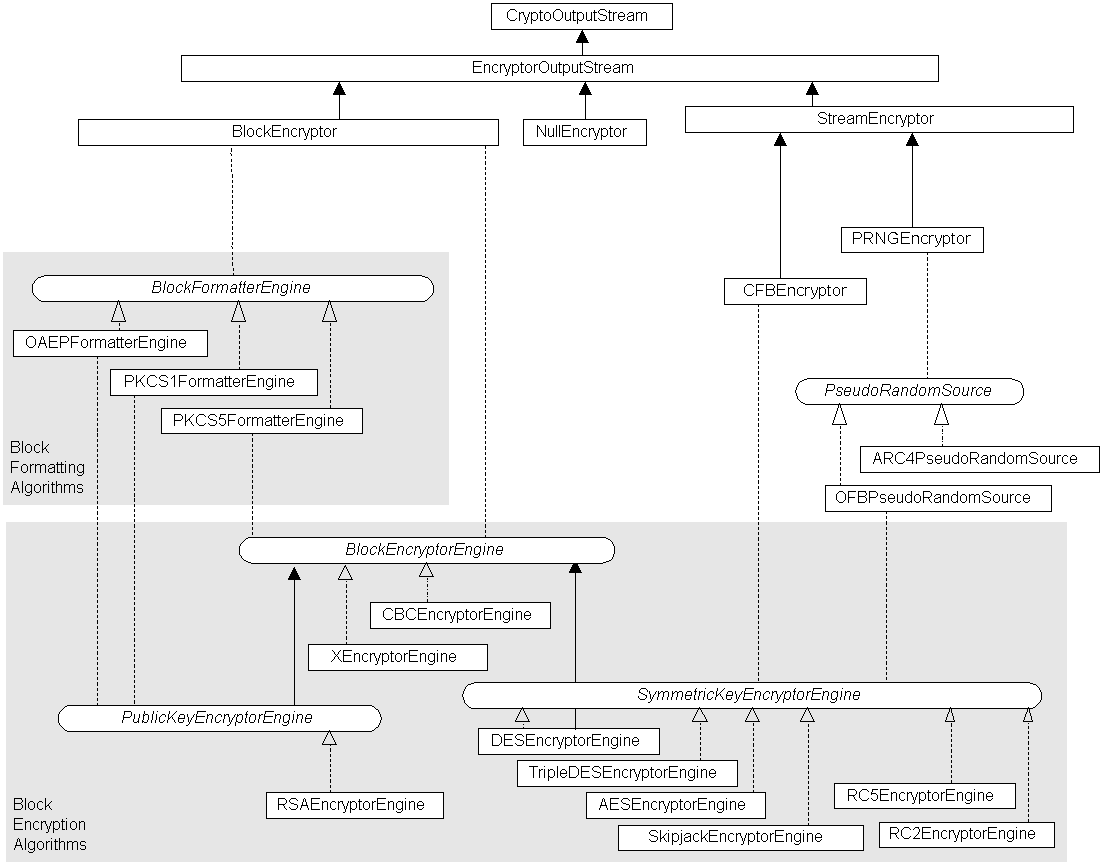 CryptoOutputStream
EncryptorOutputStream
BlockEncryptor
NullEncryptor
StreamEncryptor
PRNGEncryptor
CFBEncryptor
BlockFormatterEngine
OAEPFormatterEngine
PKCS1FormatterEngine
PKCS5FormatterEngine
Block
Formatting
Algorithms
PseudoRandomSource
ARC4PseudoRandomSource
OFBPseudoRandomSource
BlockEncryptorEngine
CBCEncryptorEngine
XEncryptorEngine
SymmetricKeyEncryptorEngine
PublicKeyEncryptorEngine
DESEncryptorEngine
TripleDESEncryptorEngine
RSAEncryptorEngine
AESEncryptorEngine
RC5EncryptorEngine
SkipjackEncryptorEngine
RC2EncryptorEngine
Block
Encryption
Algorithms